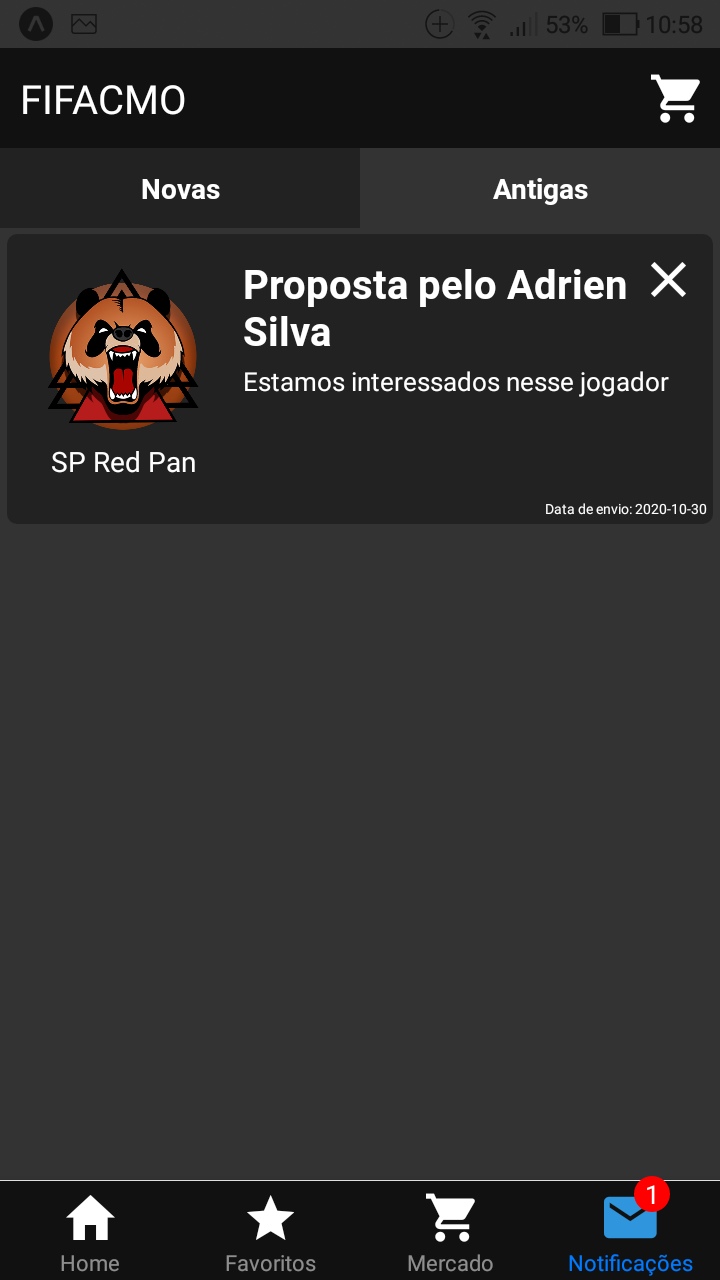 53% 10:58
FIFACMO
Novas Antigas
Proposta pelo Adrien
Silva
Estamos interessados nesse jogador
SP Red Pan
Data de envio: 2020-10-30
1
Home Favoritos Mercado Notificações